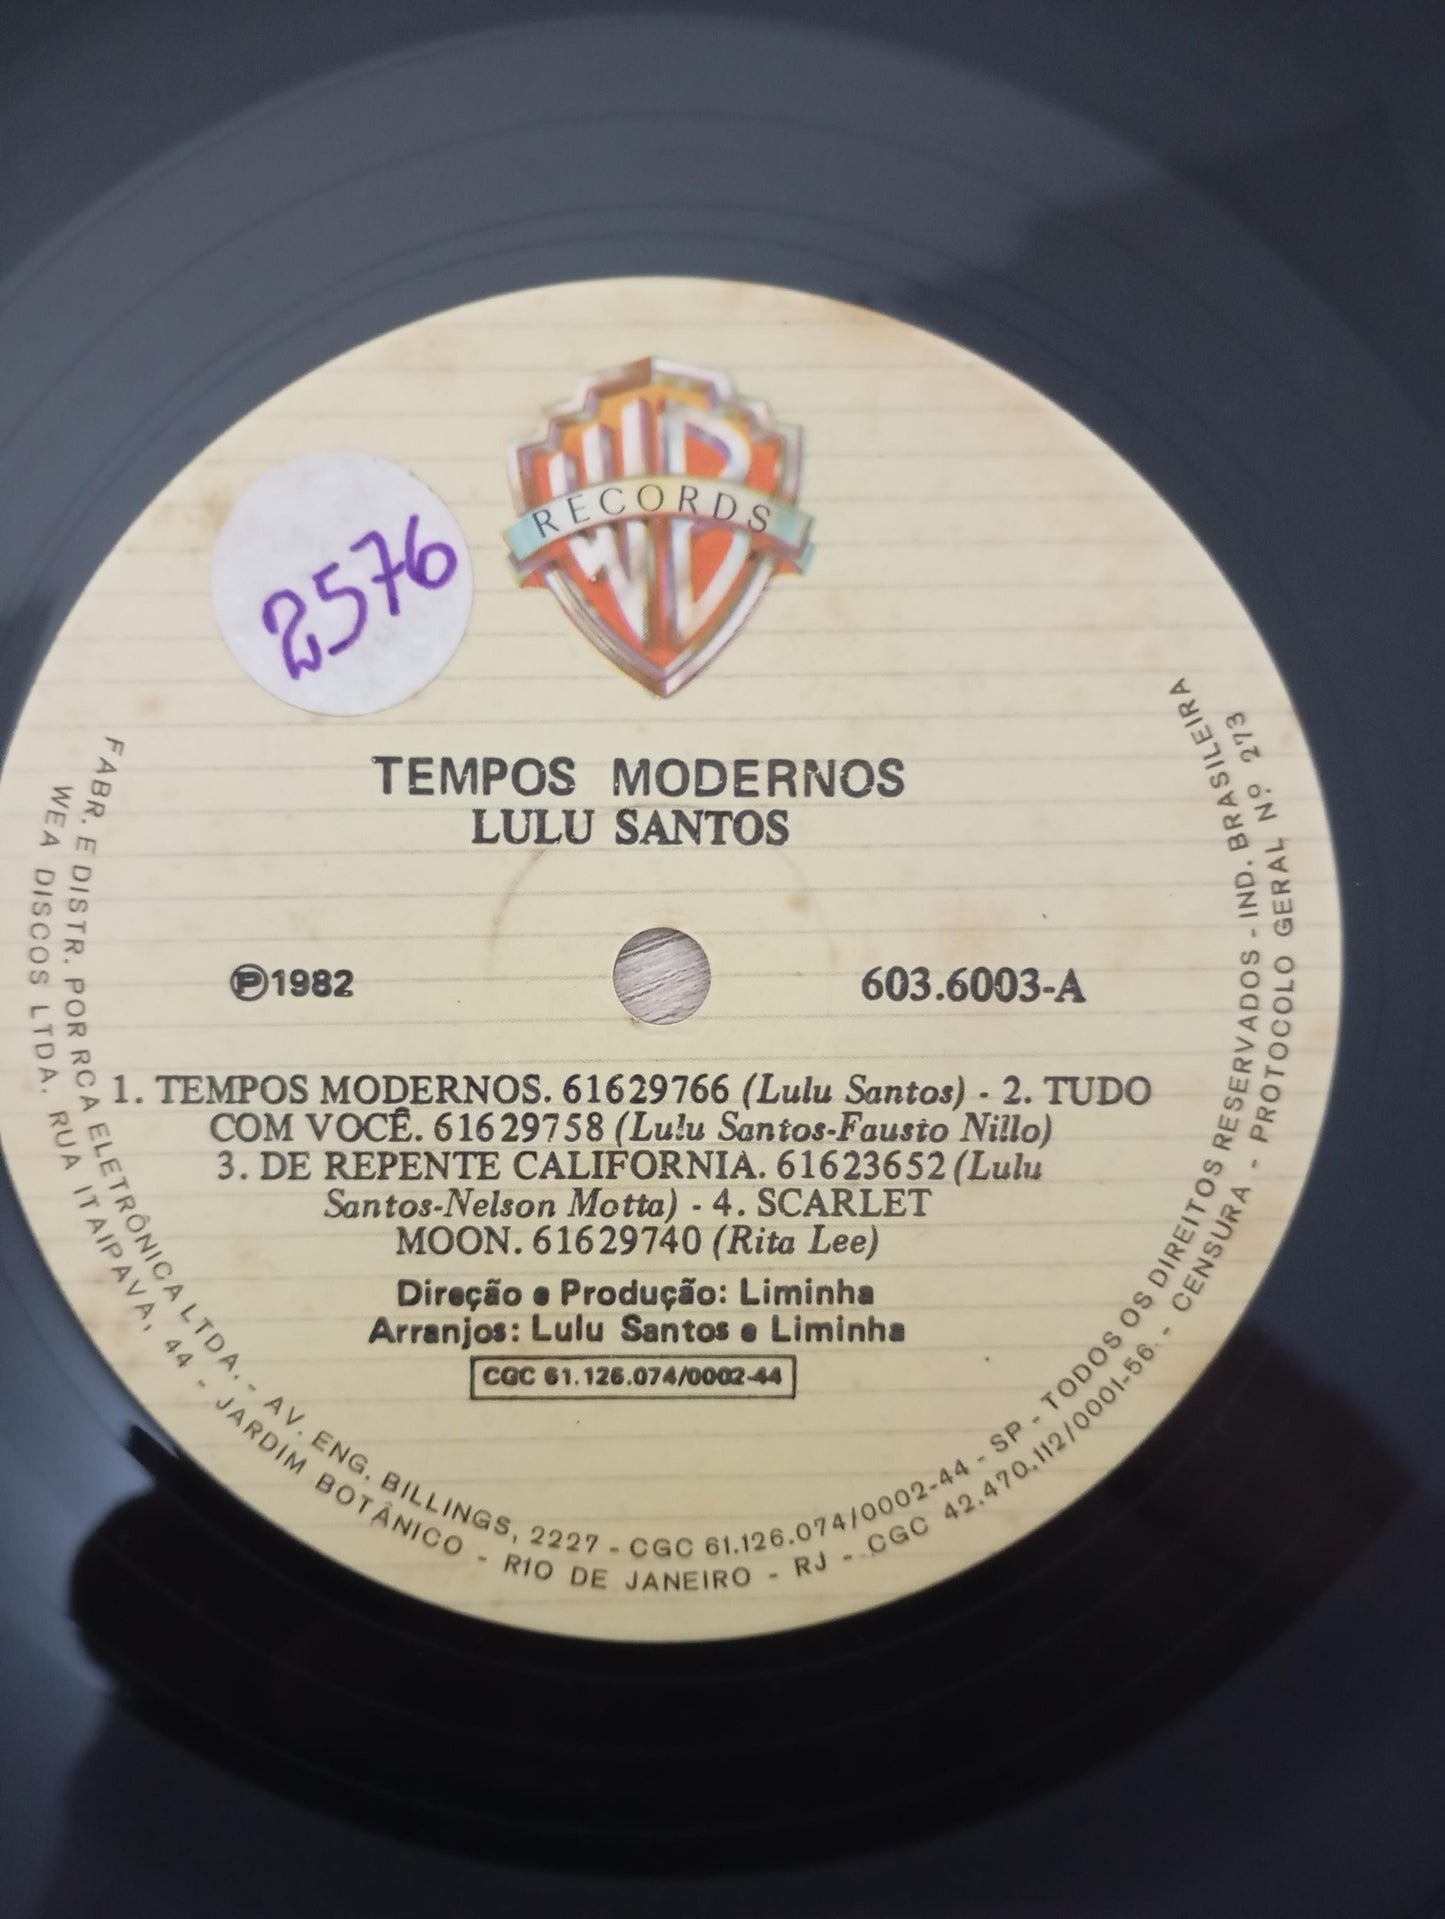 WB
RECORDS
2576
TEMPOS MODERNOS
LULU SANTOS
Ⓟ1982
603.6003-A
1. TEMPOS MODERNOS. 61629766 (Lulu Santos) - 2. TUDO
COM VOCÊ. 61629758 (Lulu Santos-Fausto Nillo)
3. DE REPENTE CALIFORNIA. 61623652 (Lulu
Santos-Nelson Motta) - 4. SCARLET
MOON. 61629740 (Rita Lee)
Direção e Produção: Liminha
Arranjos: Lulu Santos e Liminha
CGC 61.126.074/0002-44
FABR. E DISTR. POR RCA ELETRÔNICA LTDA. - AV. ENG. BILLINGS, 2227 - CGC 61.126.074/0002-44 - SP - TODOS OS DIREITOS RESERVADOS - IND. BRASILEIRA
WEA DISCOS LTDA. RUA ITAIPAVA, 44 - JARDIM BOTÂNICO - RIO DE JANEIRO - RJ - CGC 42.470.112/0001-56. - CENSURA - PROTOCOLO GERAL Nº 273